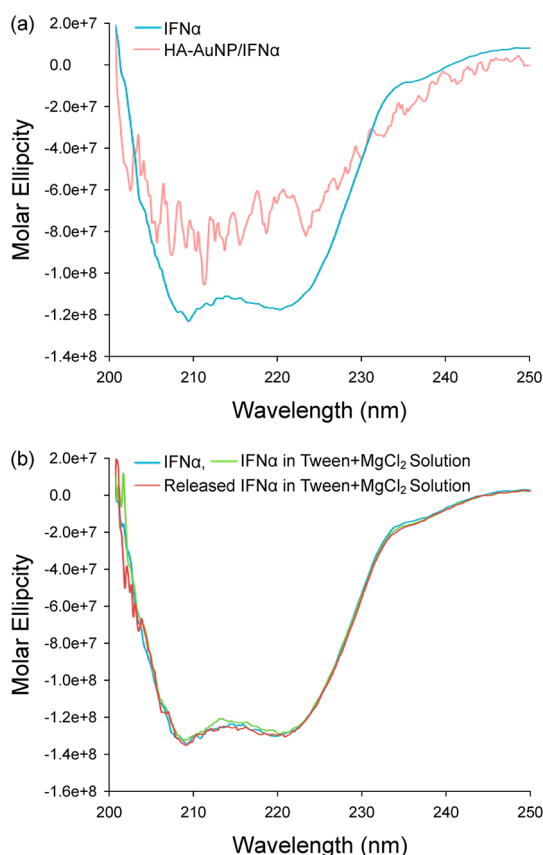 (a)
IFNα
HA-AuNP/IFNα
2.0e+7
0.0
-2.0e+7
-4.0e+7
-6.0e+7
-8.0e+7
-1.0e+8
-1.2e+8
-1.4e+8
Molar Ellipcity
200 210 220 230 240 250
Wavelength (nm)
(b)
IFNα, IFNα in Tween+MgCl₂ Solution
Released IFNα in Tween+MgCl₂ Solution
2.0e+7
0.0
-2.0e+7
-4.0e+7
-6.0e+7
-8.0e+7
-1.0e+8
-1.2e+8
-1.4e+8
-1.6e+8
Molar Ellipcity
200 210 220 230 240 250
Wavelength (nm)